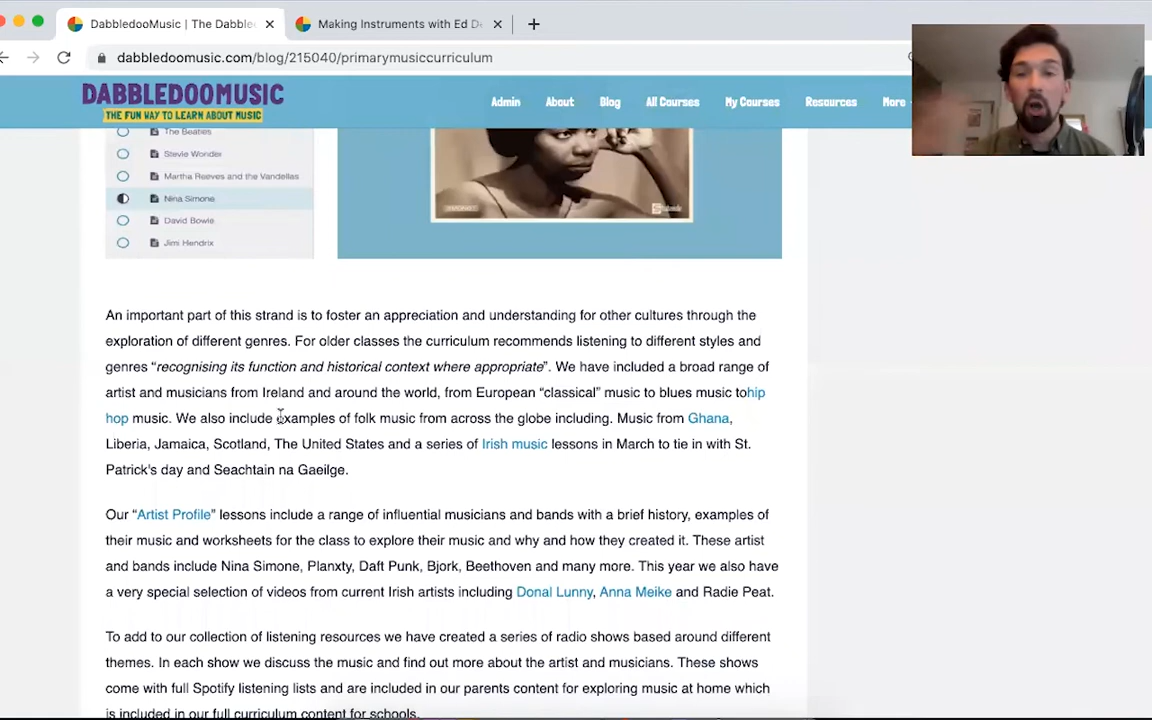 DabbledooMusic | The Dabble
Making Instruments with Ed D
dabbledoomusic.com/blog/215040/primarymusiccurriculum
DABBLEDOOMUSIC
THE FUN WAY TO LEARN ABOUT MUSIC
Admin About Blog All Courses My Courses Resources More
The Beatles
Stevie Wonder
Martha Reeves and the Vandellas
Nina Simone
David Bowie
Jimi Hendrix
An important part of this strand is to foster an appreciation and understanding for other cultures through the
exploration of different genres. For older classes the curriculum recommends listening to different styles and
genres “recognising its function and historical context where appropriate”. We have included a broad range of
artist and musicians from Ireland and around the world, from European “classical” music to blues music tohip
hop music. We also include examples of folk music from across the globe including. Music from Ghana,
Liberia, Jamaica, Scotland, The United States and a series of Irish music lessons in March to tie in with St.
Patrick's day and Seachtain na Gaeilge.
Our “Artist Profile” lessons include a range of influential musicians and bands with a brief history, examples of
their music and worksheets for the class to explore their music and why and how they created it. These artist
and bands include Nina Simone, Planxty, Daft Punk, Bjork, Beethoven and many more. This year we also have
a very special selection of videos from current Irish artists including Donal Lunny, Anna Meike and Radie Peat.
To add to our collection of listening resources we have created a series of radio shows based around different
themes. In each show we discuss the music and find out more about the artist and musicians. These shows
come with full Spotify listening lists and are included in our parents content for exploring music at home which
is included in our full curriculum content for schools.